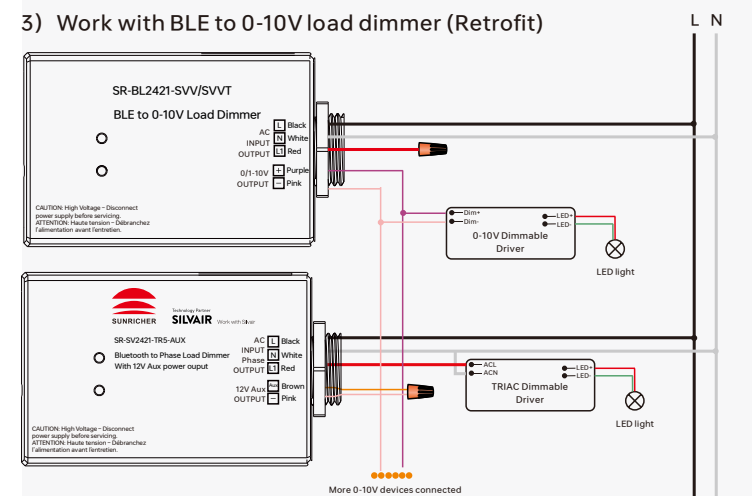 3) Work with BLE to 0-10V load dimmer (Retrofit)
L N
SR-BL2421-SVV/SVVT
BLE to 0-10V Load Dimmer
AC
INPUT
OUTPUT
L Black
N White
L1 Red
0/1-10V
OUTPUT
+ Purple
− Pink
CAUTION: High Voltage – Disconnect
power supply before servicing.
ATTENTION: Haute tension – Débranchez
l'alimentation avant l'entretien.
Dim+
Dim-
LED+
LED-
0-10V Dimmable
Driver
LED light
SUNRICHER
Technology Partner
SILVAIR
Work with Silvair
SR-SV2421-TR5-AUX
Bluetooth to Phase Load Dimmer
With 12V Aux power ouput
AC
INPUT
Phase
OUTPUT
L Black
N White
L1 Red
12V Aux
OUTPUT
Aux Brown
− Pink
CAUTION: High Voltage – Disconnect
power supply before servicing.
ATTENTION: Haute tension – Débranchez
l'alimentation avant l'entretien.
ACL
ACN
LED+
LED-
TRIAC Dimmable
Driver
LED light
More 0-10V devices connected